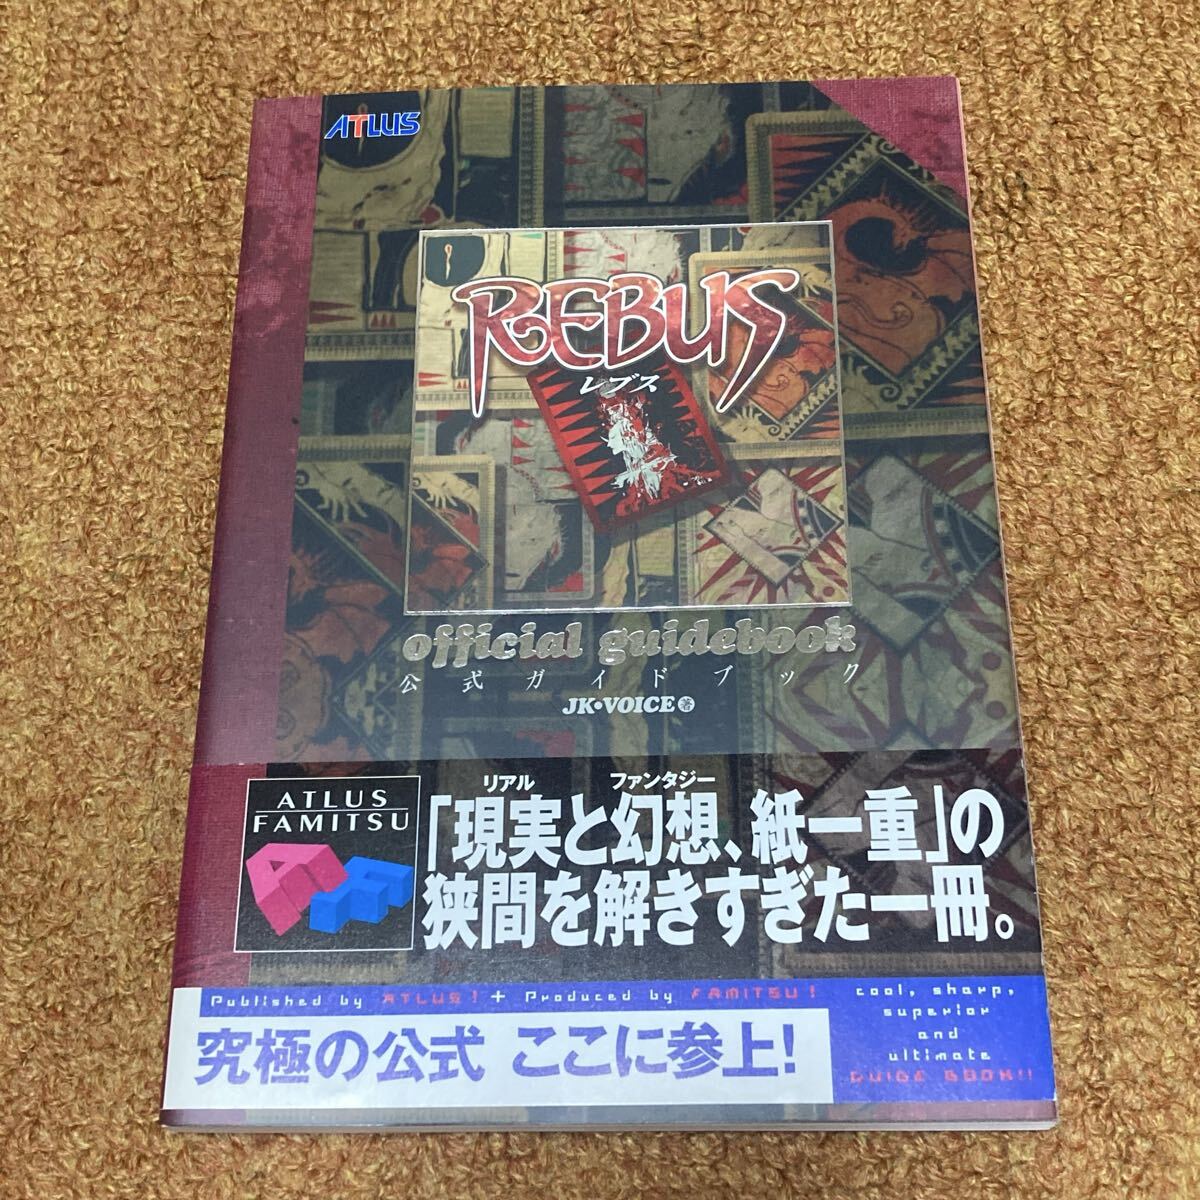 ATLUS
REBUS
レブス
official guidebook
公式ガイドブック
JK・VOICE著
ATLUS
FAMITSU
リアル ファンタジー
「現実と幻想、紙一重」の
狭間を解きすぎた一冊。
Published by ATLUS! + Produced by FAMITSU!
cool, sharp,
superior
and
ultimate
GUIDE BOOK!!
究極の公式 ここに参上!